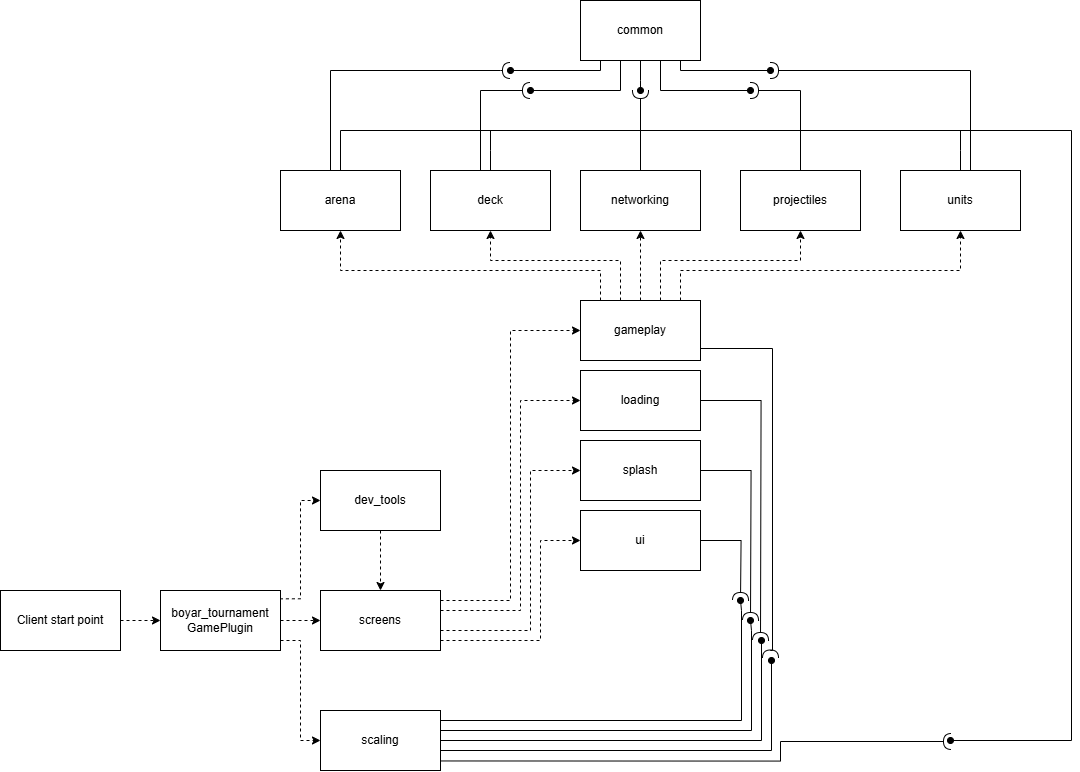 common
arena
deck
networking
projectiles
units
gameplay
loading
splash
dev_tools
ui
Client start point
boyar_tournament
GamePlugin
screens
scaling